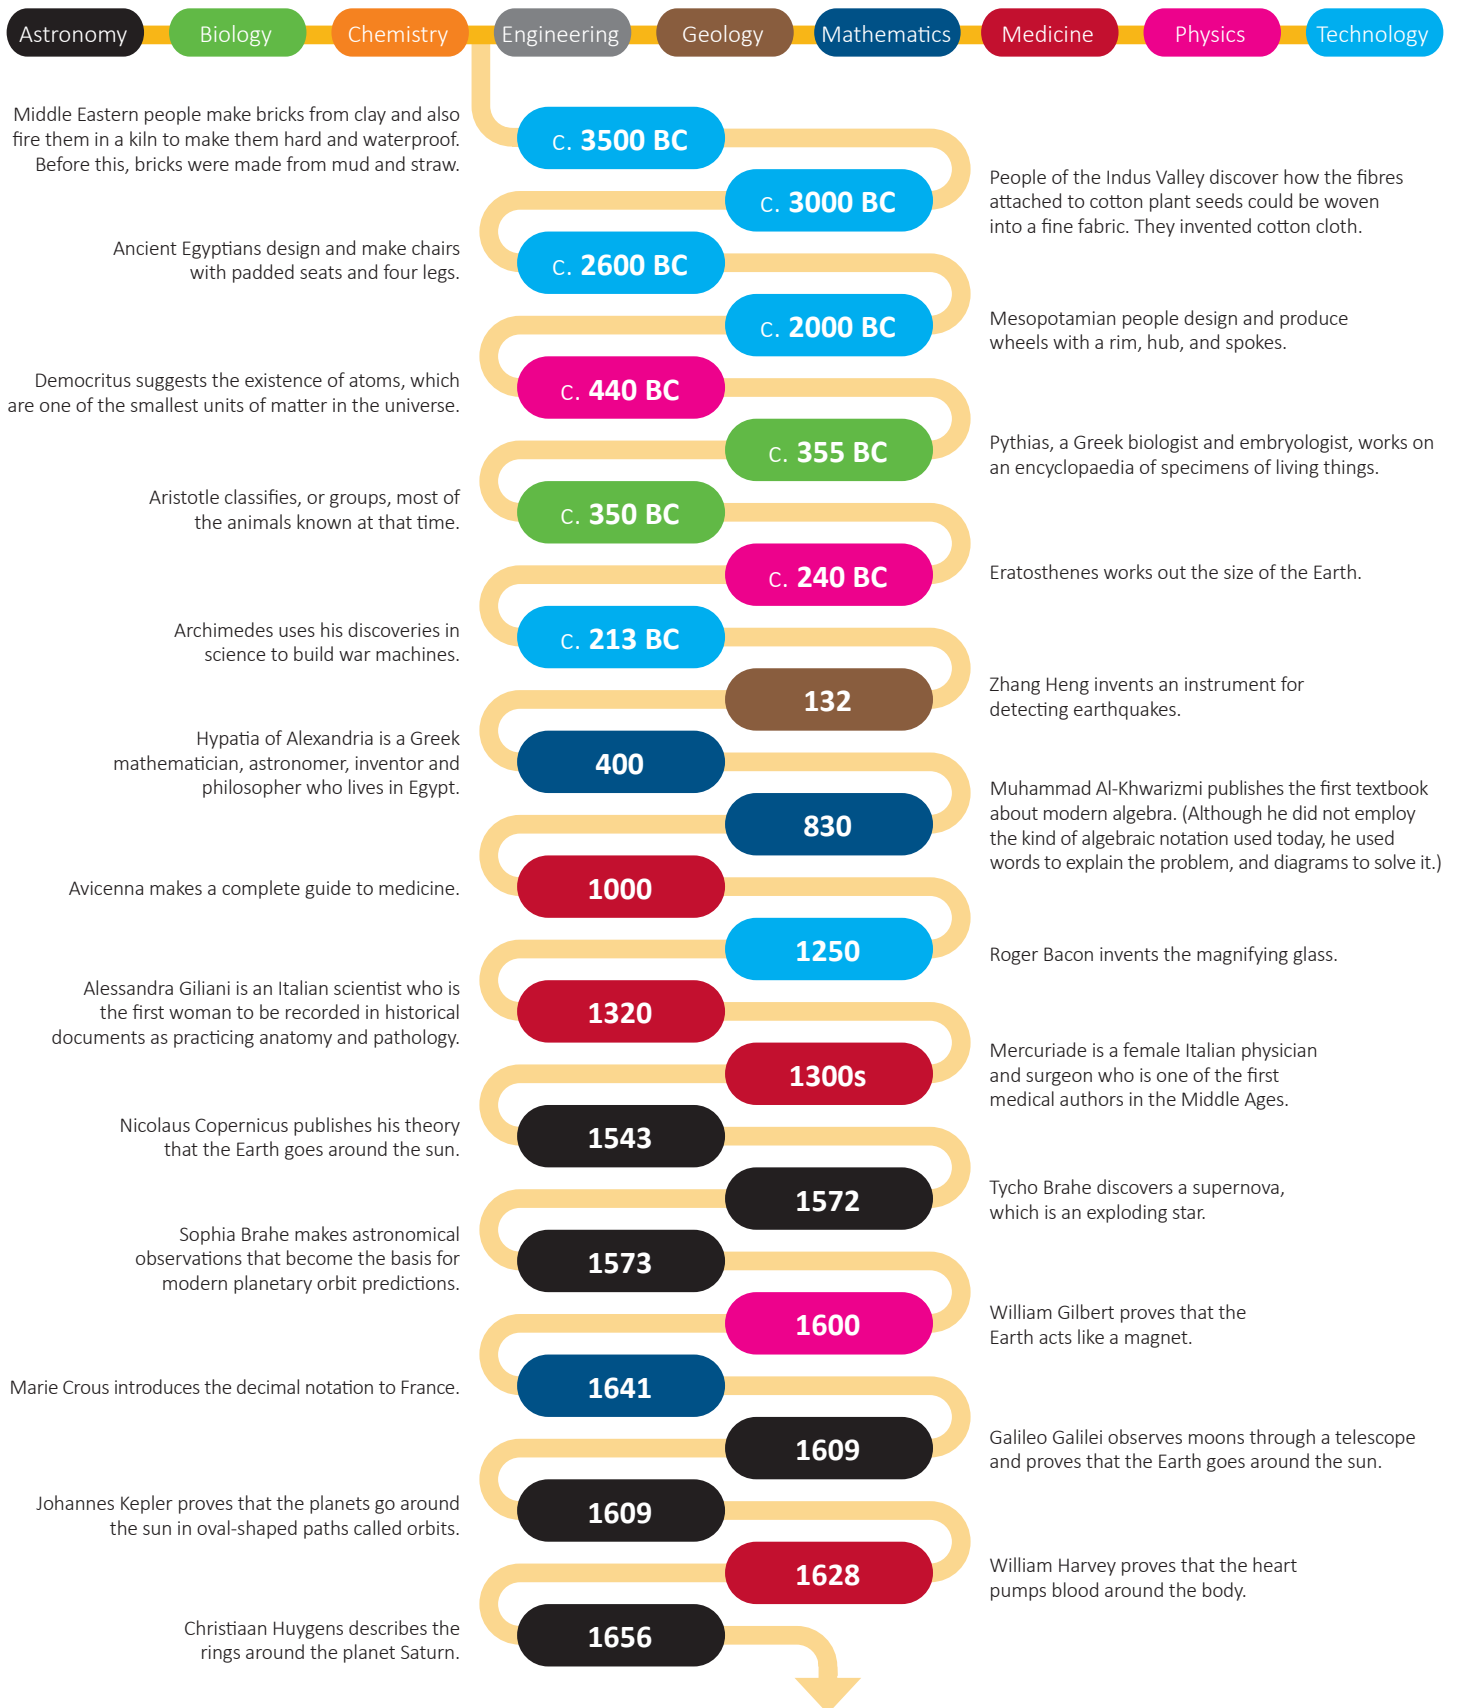 Astronomy Biology Chemistry Engineering Geology Mathematics Medicine Physics Technology
Middle Eastern people make bricks from clay and also
fire them in a kiln to make them hard and waterproof.
Before this, bricks were made from mud and straw.
c. 3500 BC
c. 3000 BC
People of the Indus Valley discover how the fibres
attached to cotton plant seeds could be woven
into a fine fabric. They invented cotton cloth.
Ancient Egyptians design and make chairs
with padded seats and four legs.
c. 2600 BC
c. 2000 BC
Mesopotamian people design and produce
wheels with a rim, hub, and spokes.
Democritus suggests the existence of atoms, which
are one of the smallest units of matter in the universe.
c. 440 BC
c. 355 BC
Pythias, a Greek biologist and embryologist, works on
an encyclopaedia of specimens of living things.
Aristotle classifies, or groups, most of
the animals known at that time.
c. 350 BC
c. 240 BC
Eratosthenes works out the size of the Earth.
Archimedes uses his discoveries in
science to build war machines.
c. 213 BC
132
Zhang Heng invents an instrument for
detecting earthquakes.
Hypatia of Alexandria is a Greek
mathematician, astronomer, inventor and
philosopher who lives in Egypt.
400
830
Muhammad Al-Khwarizmi publishes the first textbook
about modern algebra. (Although he did not employ
the kind of algebraic notation used today, he used
words to explain the problem, and diagrams to solve it.)
Avicenna makes a complete guide to medicine.
1000
1250
Roger Bacon invents the magnifying glass.
Alessandra Giliani is an Italian scientist who is
the first woman to be recorded in historical
documents as practicing anatomy and pathology.
1320
1300s
Mercuriade is a female Italian physician
and surgeon who is one of the first
medical authors in the Middle Ages.
Nicolaus Copernicus publishes his theory
that the Earth goes around the sun.
1543
1572
Tycho Brahe discovers a supernova,
which is an exploding star.
Sophia Brahe makes astronomical
observations that become the basis for
modern planetary orbit predictions.
1573
1600
William Gilbert proves that the
Earth acts like a magnet.
Marie Crous introduces the decimal notation to France.
1641
1609
Galileo Galilei observes moons through a telescope
and proves that the Earth goes around the sun.
Johannes Kepler proves that the planets go around
the sun in oval-shaped paths called orbits.
1609
1628
William Harvey proves that the heart
pumps blood around the body.
Christiaan Huygens describes the
rings around the planet Saturn.
1656